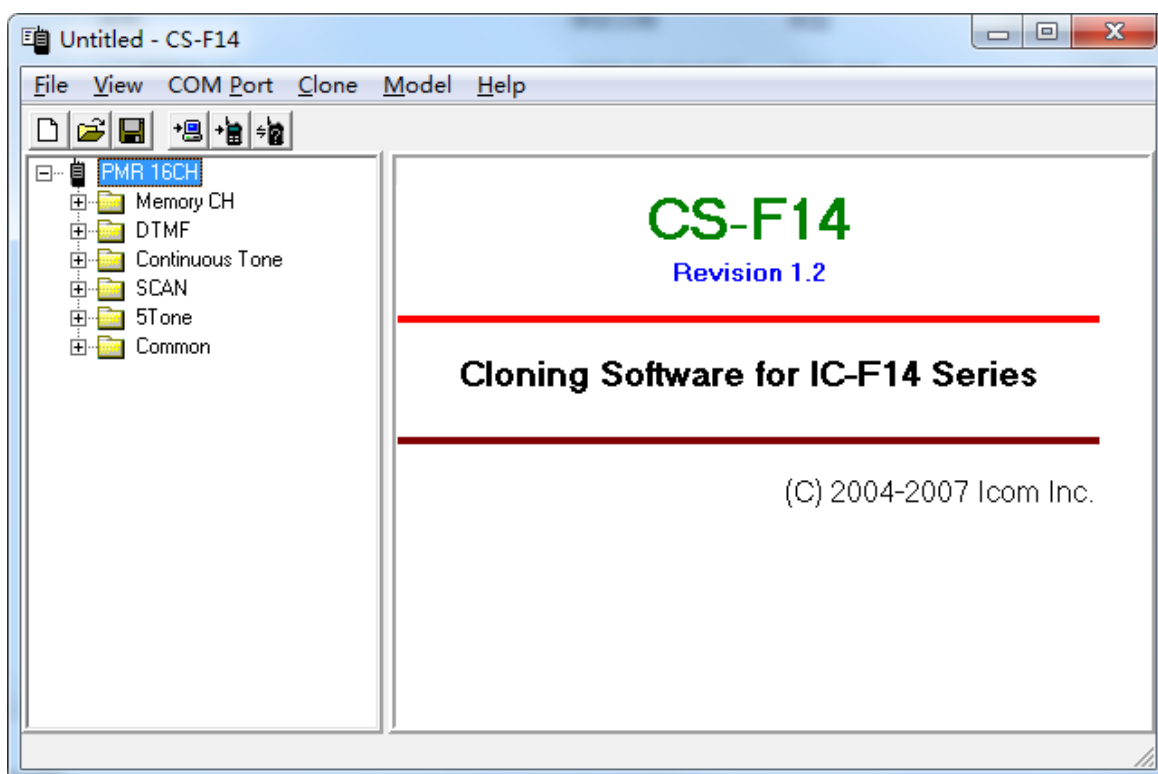 Untitled - CS-F14
File View COM Port Clone Model Help
PMR 16CH
Memory CH
DTMF
Continuous Tone
SCAN
5Tone
Common
CS-F14
Revision 1.2
Cloning Software for IC-F14 Series
(C) 2004-2007 Icom Inc.